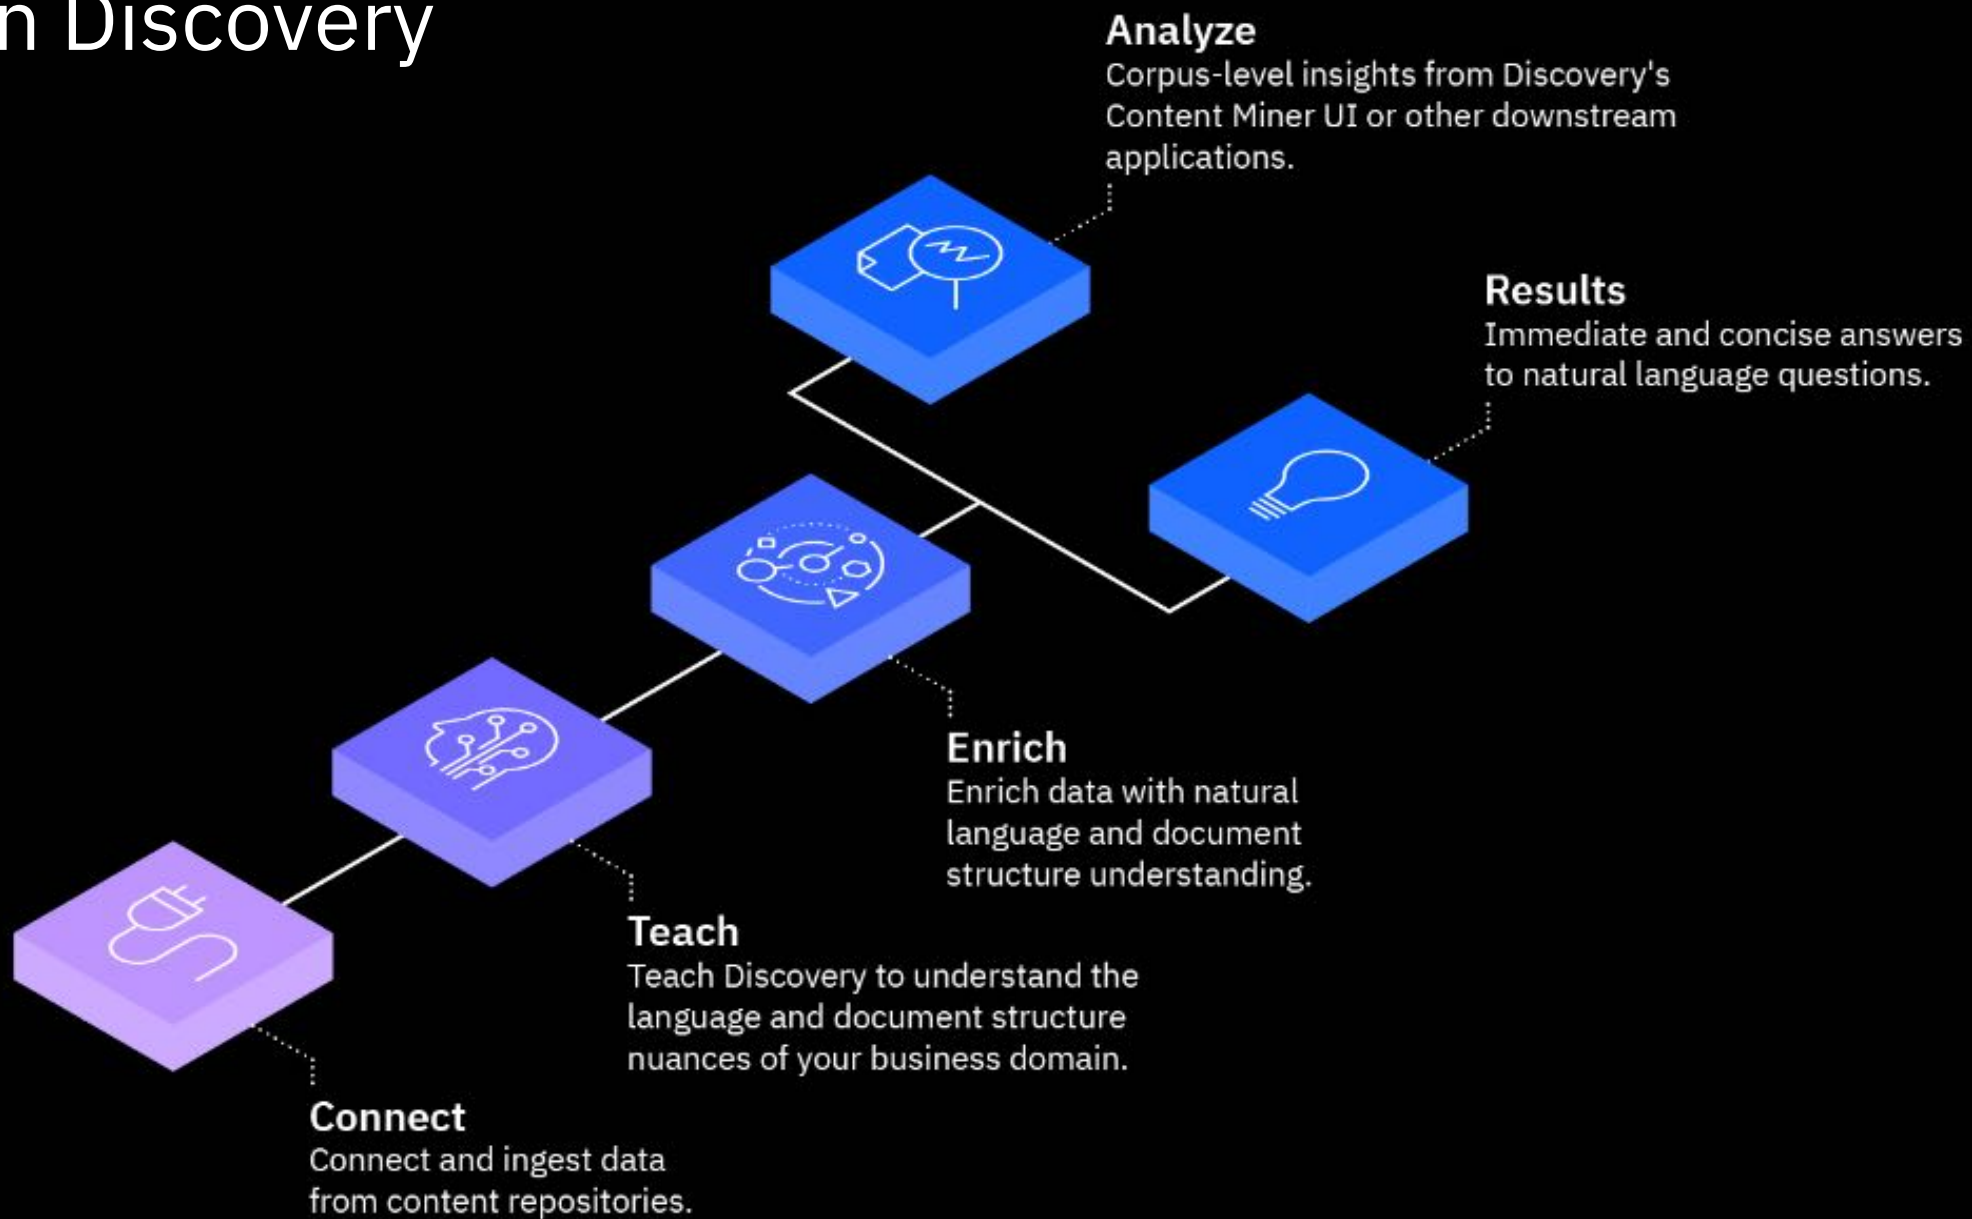 n Discovery
Analyze
Corpus-level insights from Discovery's
Content Miner UI or other downstream
applications.
Results
Immediate and concise answers
to natural language questions.
Enrich
Enrich data with natural
language and document
structure understanding.
Teach
Teach Discovery to understand the
language and document structure
nuances of your business domain.
Connect
Connect and ingest data
from content repositories.